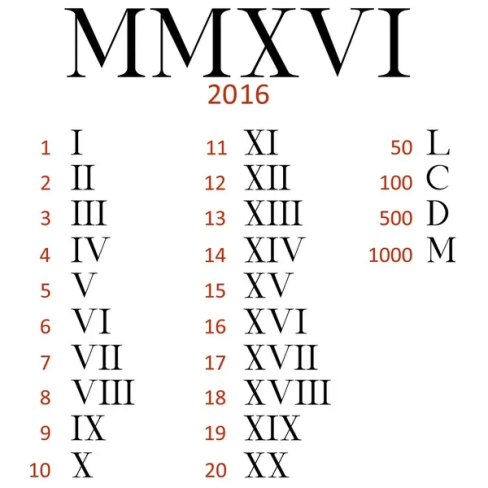 MMXVI
2016
1 I
2 II
3 III
4 IV
5 V
6 VI
7 VII
8 VIII
9 IX
10 X
11 XI
12 XII
13 XIII
14 XIV
15 XV
16 XVI
17 XVII
18 XVIII
19 XIX
20 XX
50 L
100 C
500 D
1000 M